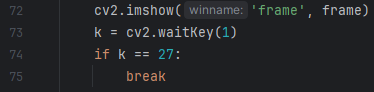 72 cv2.imshow( winname: 'frame', frame)
73 k = cv2.waitKey(1)
74 if k == 27:
75 break